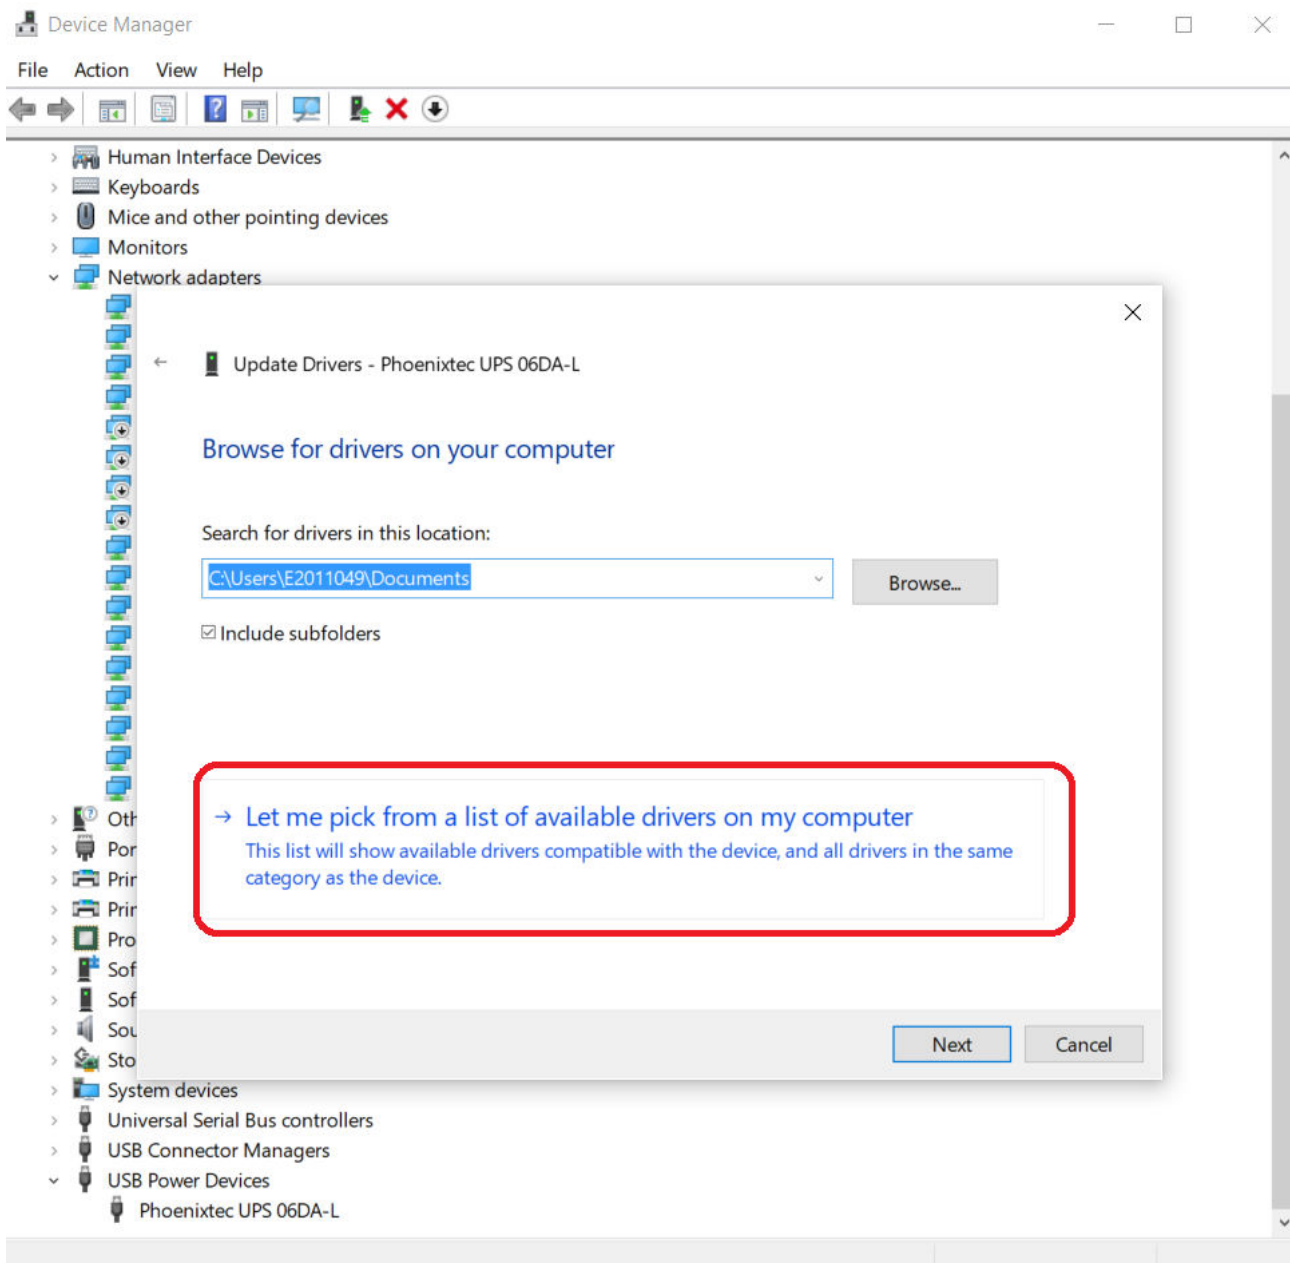 Device Manager
File Action View Help
Human Interface Devices
Keyboards
Mice and other pointing devices
Monitors
Network adapters
Update Drivers - Phoenixtec UPS 06DA-L
Browse for drivers on your computer
Search for drivers in this location:
C:\Users\E2011049\Documents
Browse...
Include subfolders
Let me pick from a list of available drivers on my computer
This list will show available drivers compatible with the device, and all drivers in the same
category as the device.
Oth
Por
Prin
Prin
Pro
Sof
Sof
Sou
Sto
Next Cancel
System devices
Universal Serial Bus controllers
USB Connector Managers
USB Power Devices
Phoenixtec UPS 06DA-L